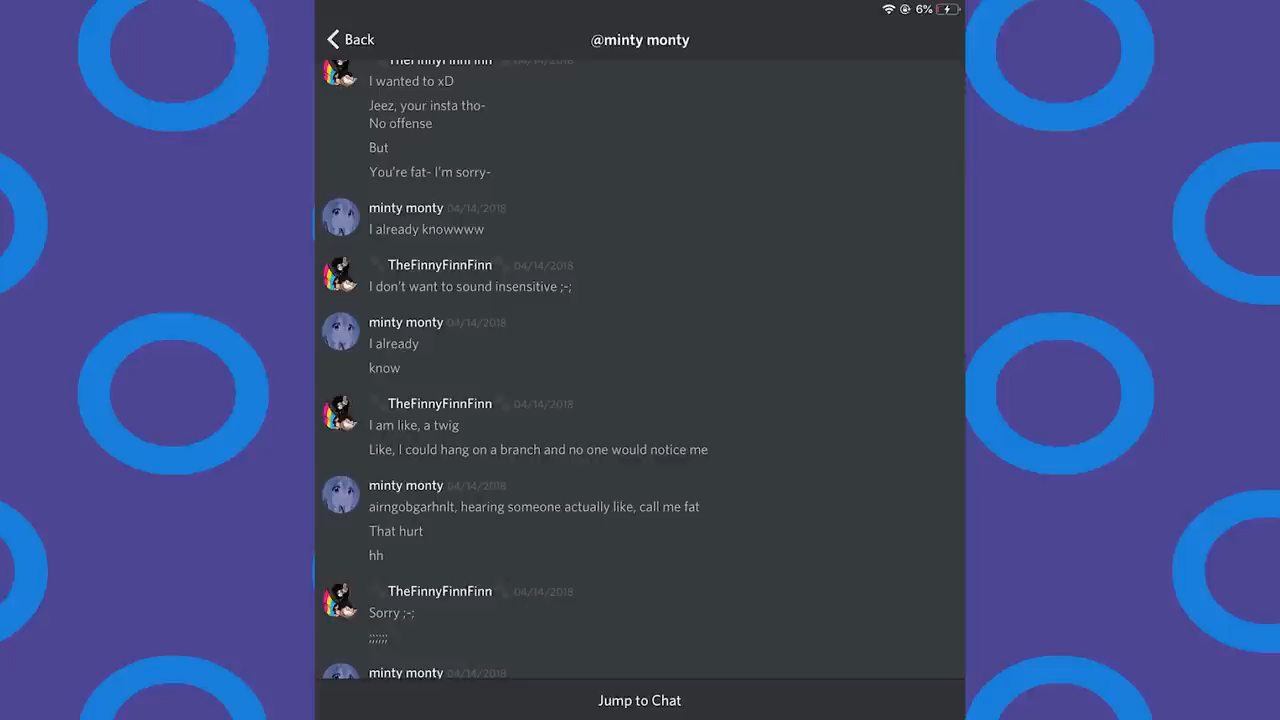 6%
Back
@minty monty
TheFinnyFinnFinn 04/14/2018
I wanted to xD
Jeez, your insta tho-
No offense
But
You're fat- I'm sorry-
minty monty 04/14/2018
I already knowwww
TheFinnyFinnFinn 04/14/2018
I don't want to sound insensitive ;-;
minty monty 04/14/2018
I already
know
TheFinnyFinnFinn 04/14/2018
I am like, a twig
Like, I could hang on a branch and no one would notice me
minty monty 04/14/2018
airngobgarhnlt, hearing someone actually like, call me fat
That hurt
hh
TheFinnyFinnFinn 04/14/2018
Sorry ;-;
;;;;;;
minty monty 04/14/2018
Jump to Chat